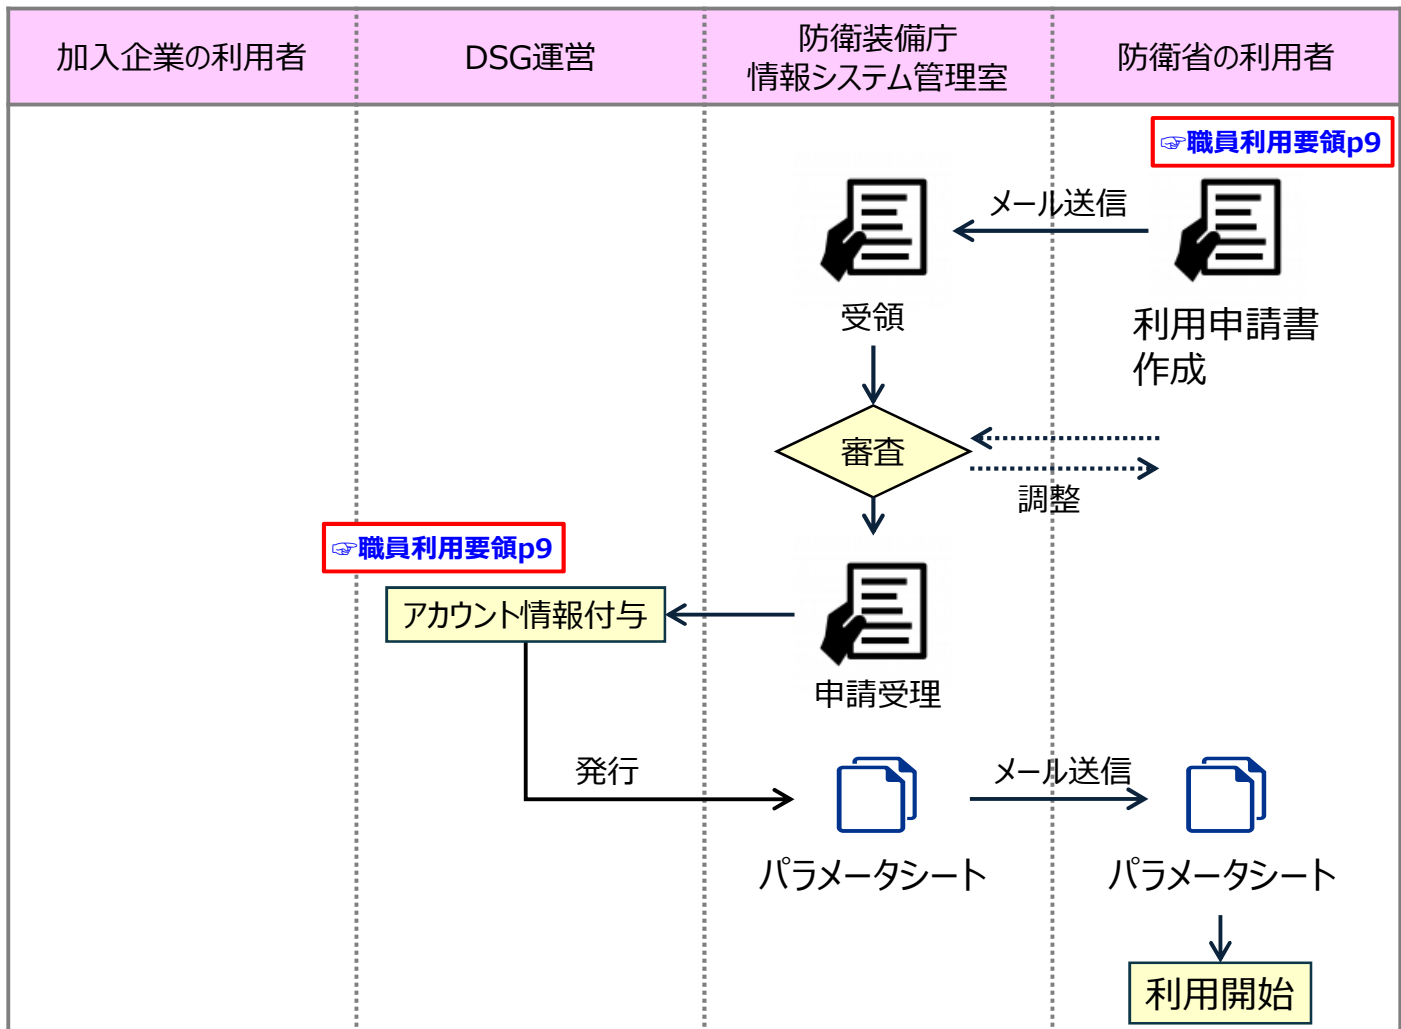 加入企業の利用者
DSG運営
防衛装備庁
情報システム管理室
防衛省の利用者
☞職員利用要領p9
メール送信
受領
利用申請書
作成
審査
調整
☞職員利用要領p9
アカウント情報付与
申請受理
発行
メール送信
パラメータシート
パラメータシート
利用開始